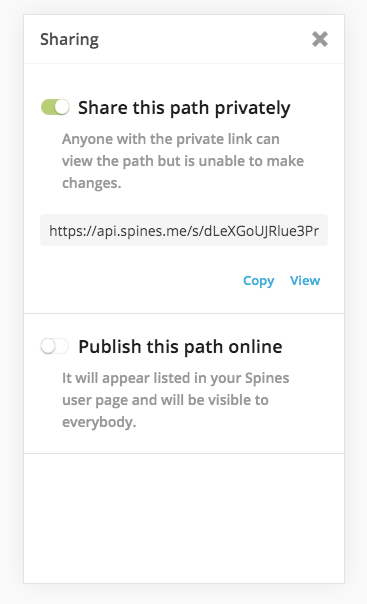 Sharing
Share this path privately
Anyone with the private link can
view the path but is unable to make
changes.
https://api.spines.me/s/dLeXGoUJRlue3Pr
Copy View
Publish this path online
It will appear listed in your Spines
user page and will be visible to
everybody.